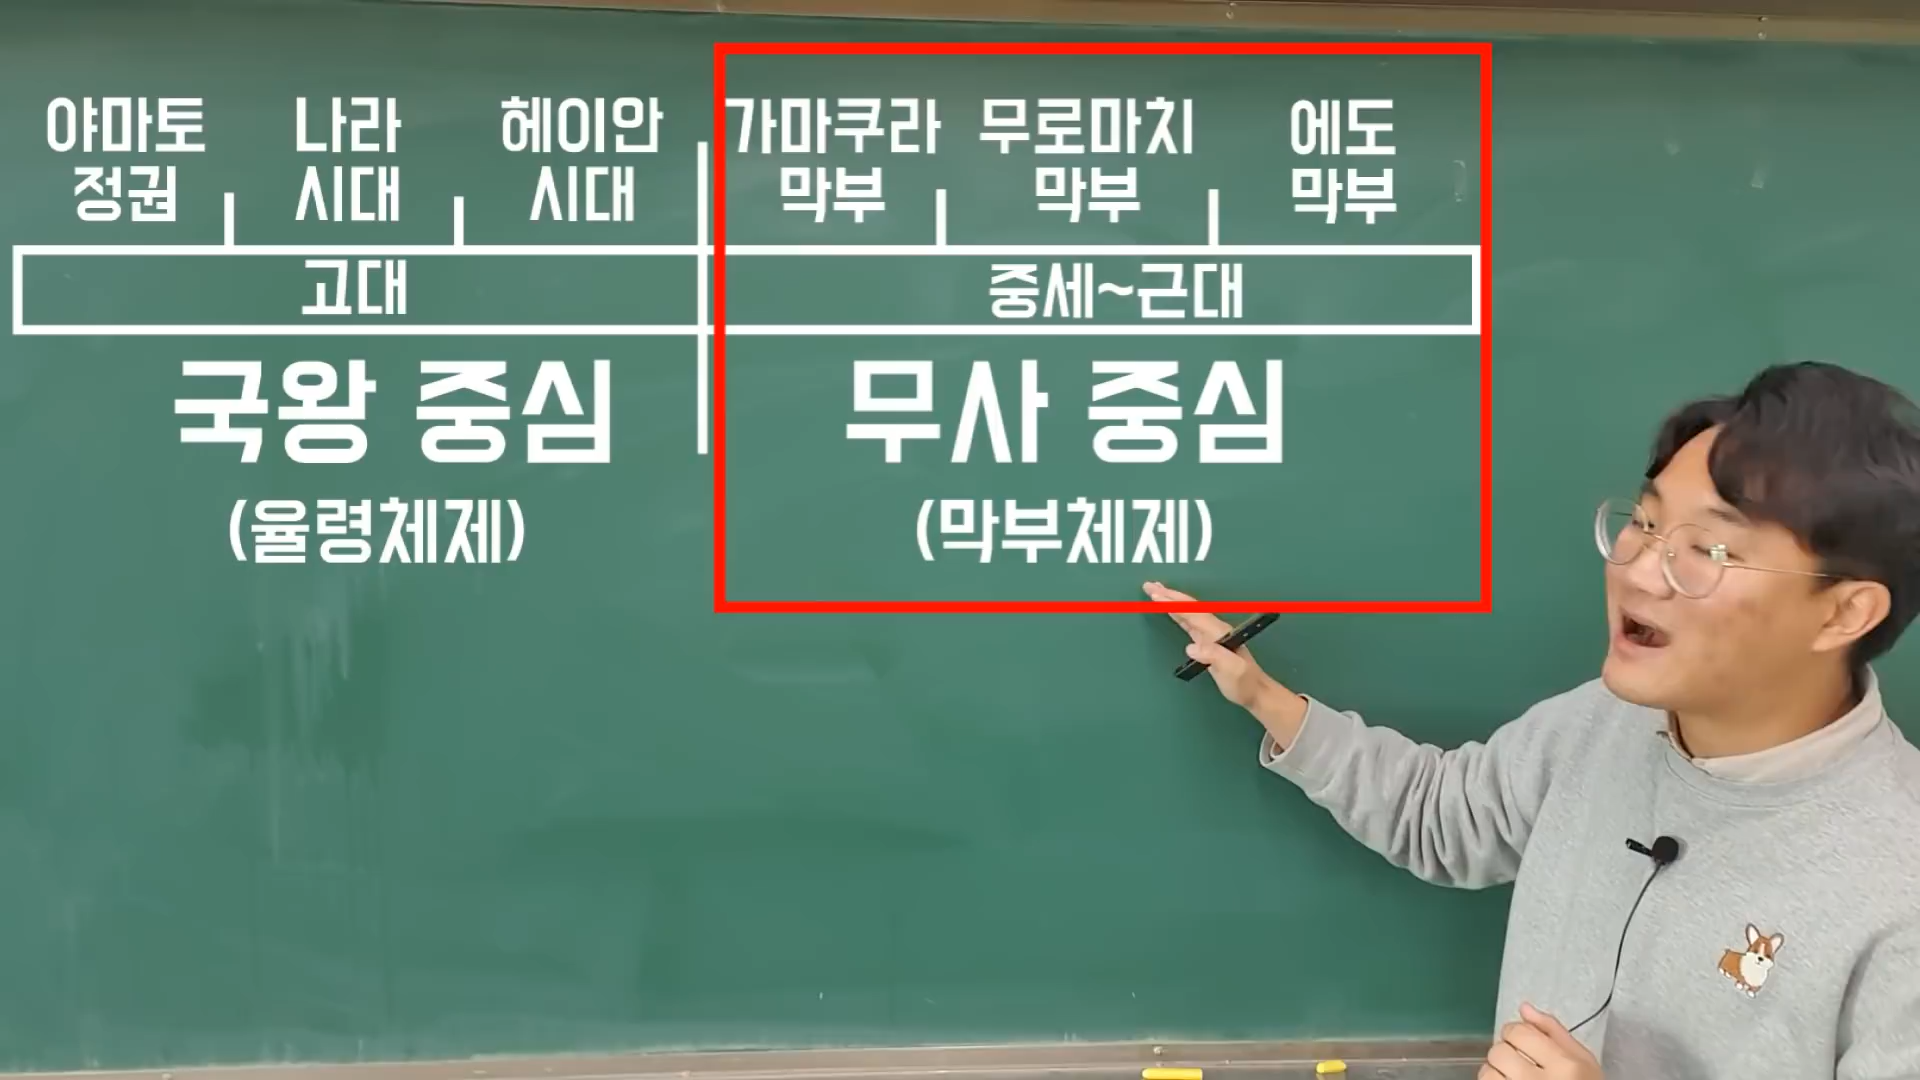 야마토 정권
나라 시대
헤이안 시대
가마쿠라 막부
무로마치 막부
에도 막부
고대
중세~근대
국왕 중심
(율령체제)
무사 중심
(막부체제)